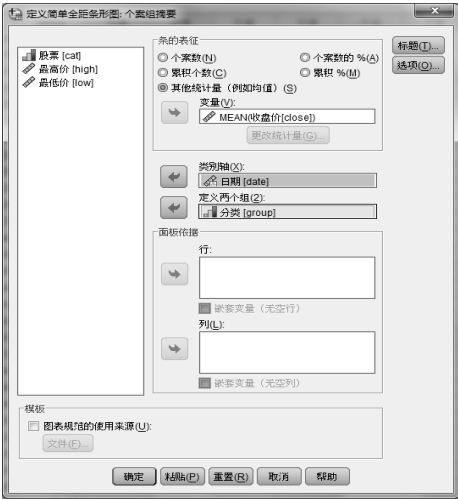 定义简单全距条形图: 个案组摘要
股票 [cat]
最高价 [high]
最低价 [low]
条的表征
个案数(N)
个案数的 %(A)
累积个数(C)
累积 %(M)
其他统计量（例如均值）(S)
变量(V):
MEAN(收盘价[close])
更改统计量(G)...
类别轴(X):
日期 [date]
定义两个组(2):
分类 [group]
面板依据
行:
嵌套变量（无空行）
列(L):
嵌套变量（无空列）
标题(T)...
选项(O)...
模板
图表规范的使用来源(U):
文件(F)...
确定
粘贴(P)
重置(R)
取消
帮助